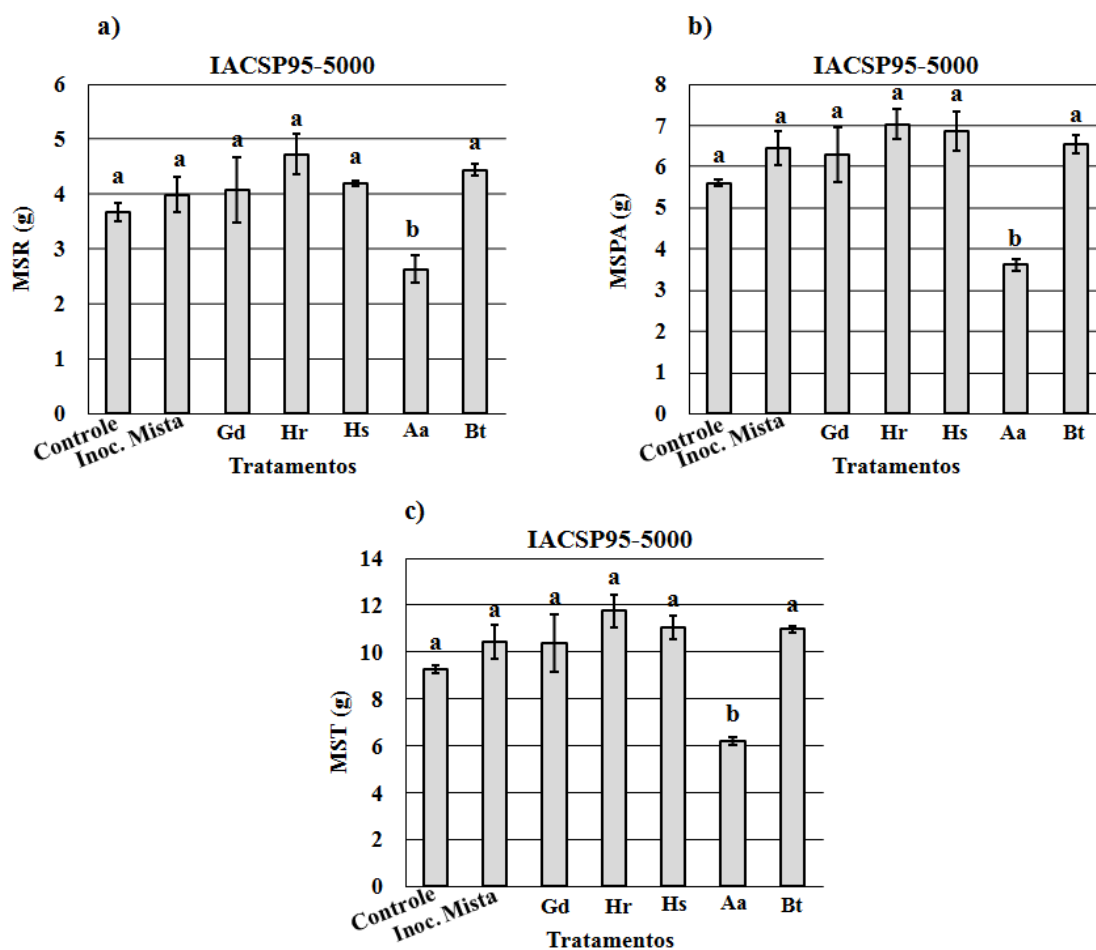 a)
IACSP95-5000
MSR (g)
6
5
4
3
2
1
0
a
a
a
a
a
b
a
Controle
Inoc. Mista
Gd Hr Hs Aa Bt
Tratamentos
b)
IACSP95-5000
MSPA (g)
8
7
6
5
4
3
2
1
0
a
a
a
a
a
b
a
Controle
Inoc. Mista
Gd Hr Hs Aa Bt
Tratamentos
c)
IACSP95-5000
MST (g)
14
12
10
8
6
4
2
0
a
a
a
a
a
b
a
Controle
Inoc. Mista
Gd Hr Hs Aa Bt
Tratamentos